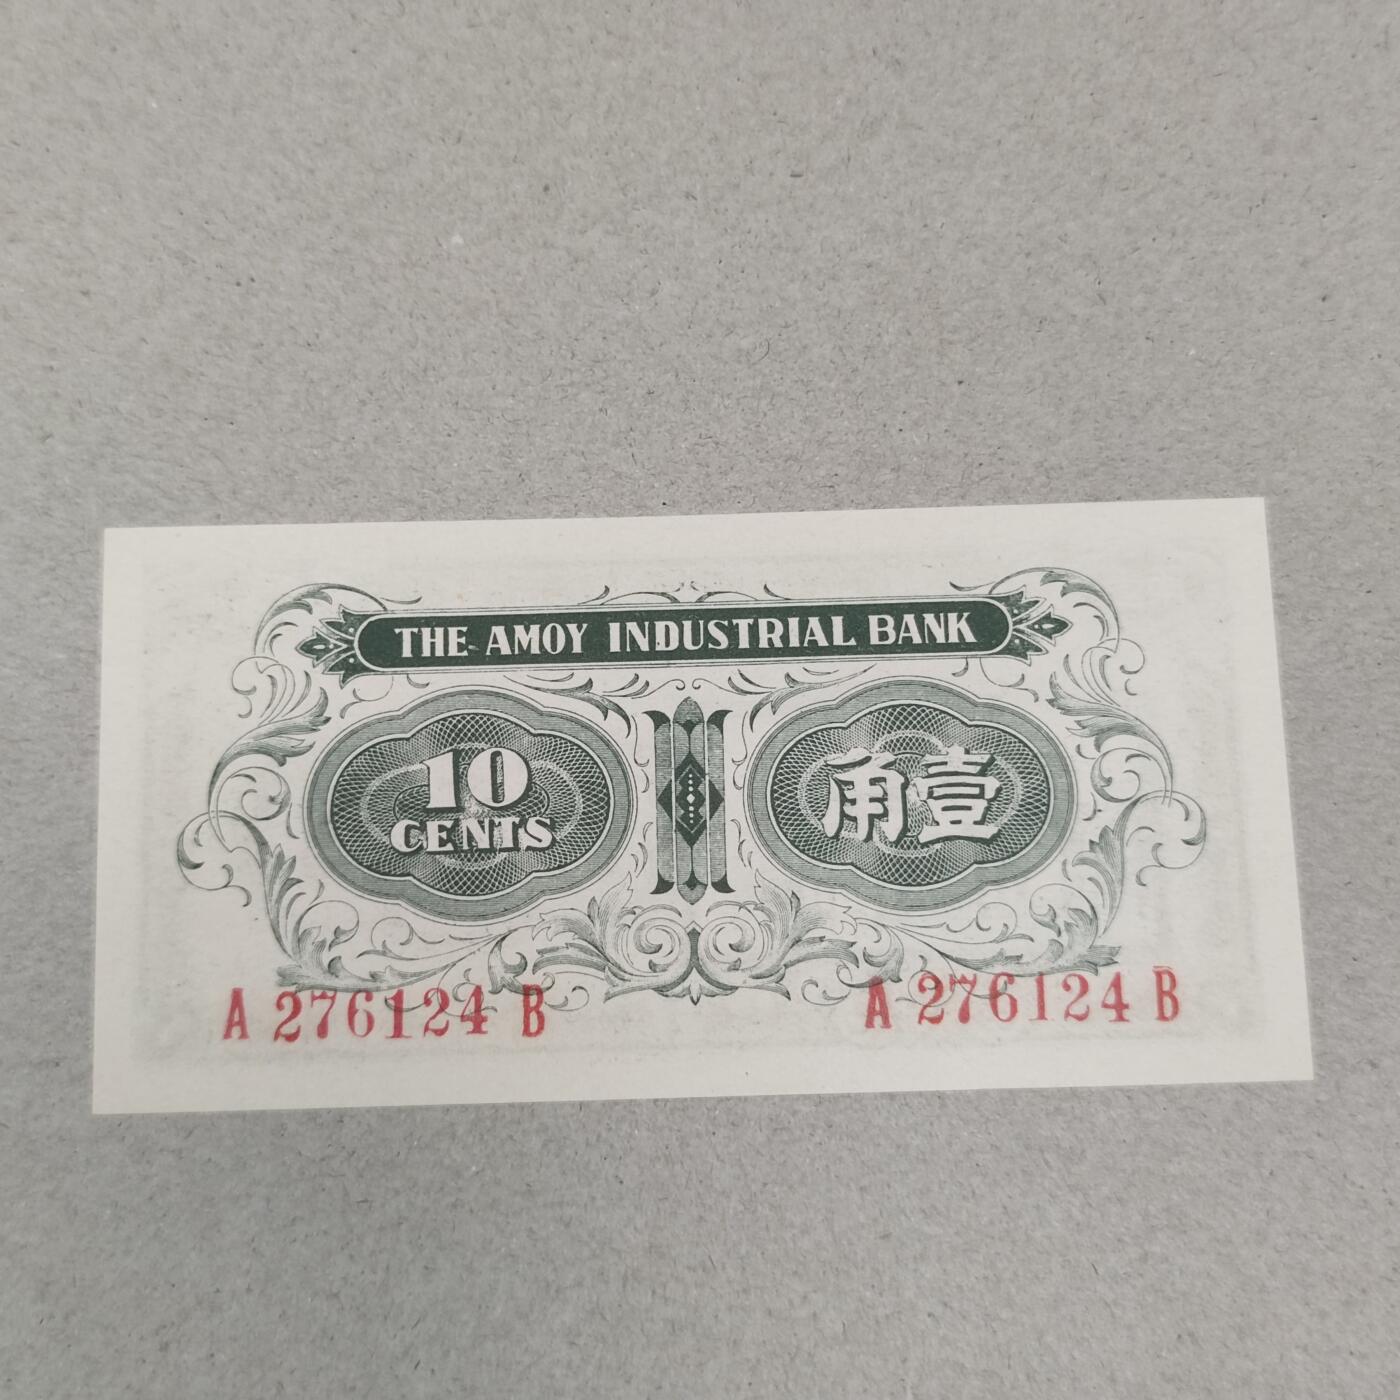 THE AMOY INDUSTRIAL BANK
10
CENTS
角壹
A 276124 B
A 276124 B